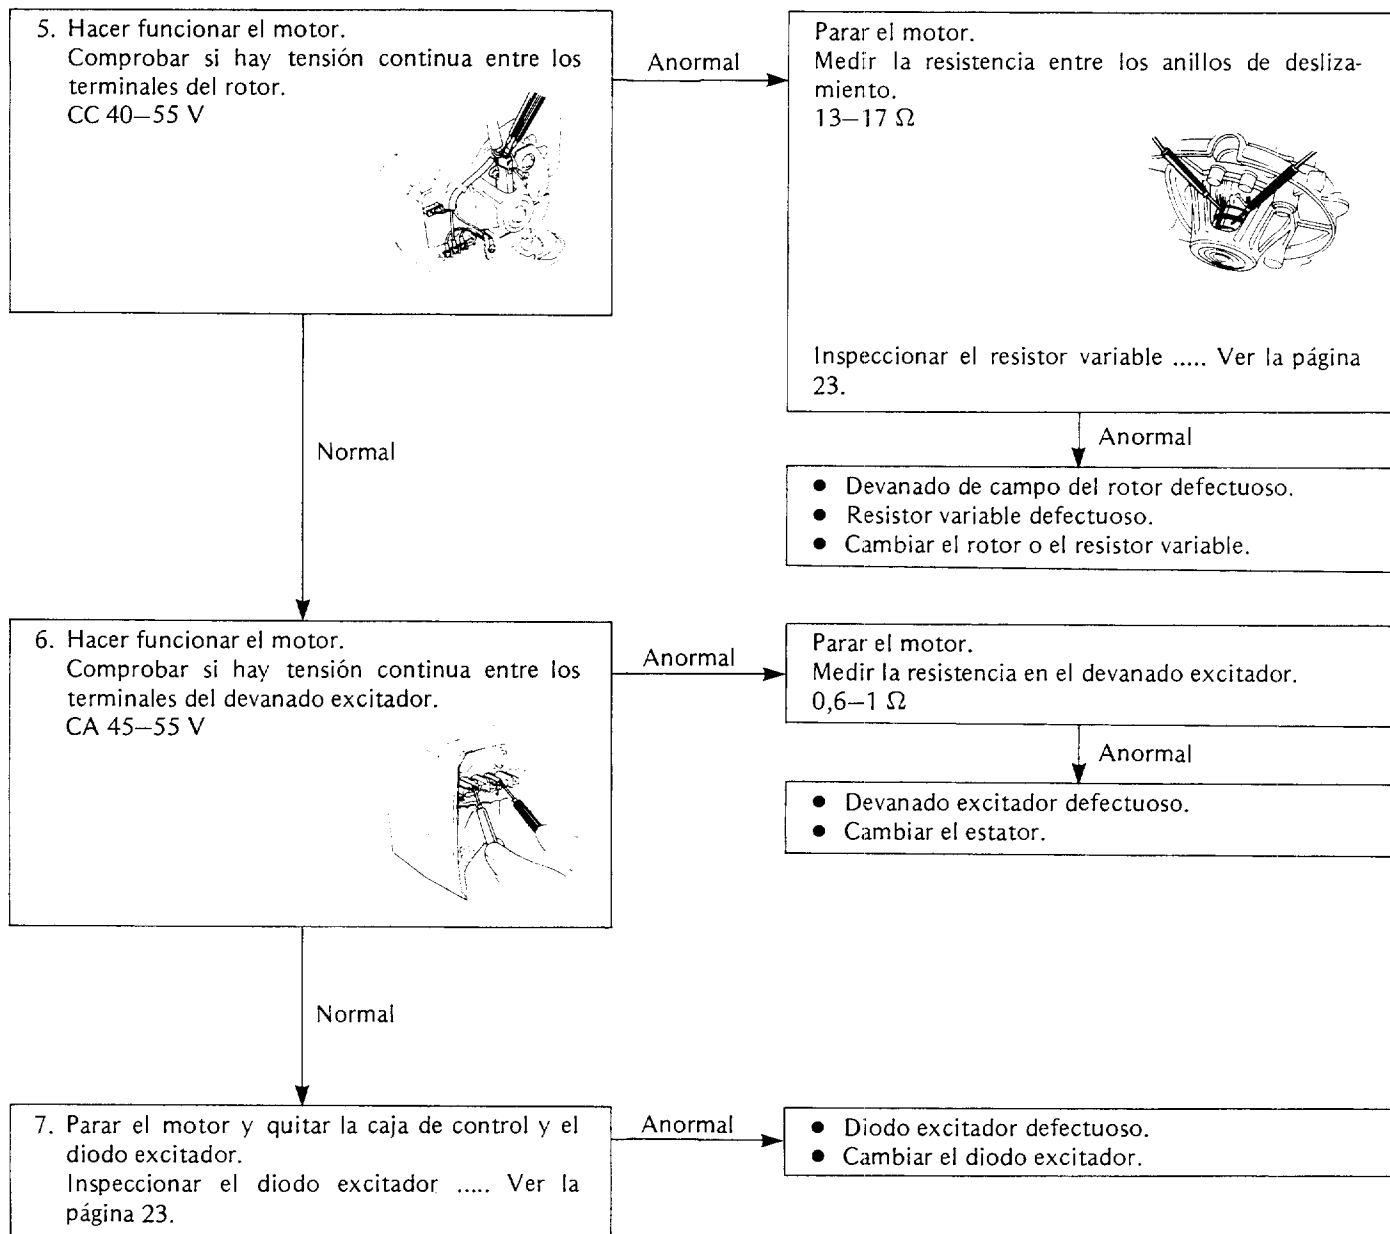 5. Hacer funcionar el motor.
Comprobar si hay tensión continua entre los
terminales del rotor.
CC 40–55 V
Anormal
Parar el motor.
Medir la resistencia entre los anillos de desliza-
miento.
13–17 Ω
Inspeccionar el resistor variable ..... Ver la página
23.
Normal
Anormal
● Devanado de campo del rotor defectuoso.
● Resistor variable defectuoso.
● Cambiar el rotor o el resistor variable.
6. Hacer funcionar el motor.
Comprobar si hay tensión continua entre los
terminales del devanado excitador.
CA 45–55 V
Anormal
Parar el motor.
Medir la resistencia en el devanado excitador.
0,6–1 Ω
Anormal
● Devanado excitador defectuoso.
● Cambiar el estator.
Normal
7. Parar el motor y quitar la caja de control y el
diodo excitador.
Inspeccionar el diodo excitador ..... Ver la
página 23.
Anormal
● Diodo excitador defectuoso.
● Cambiar el diodo excitador.